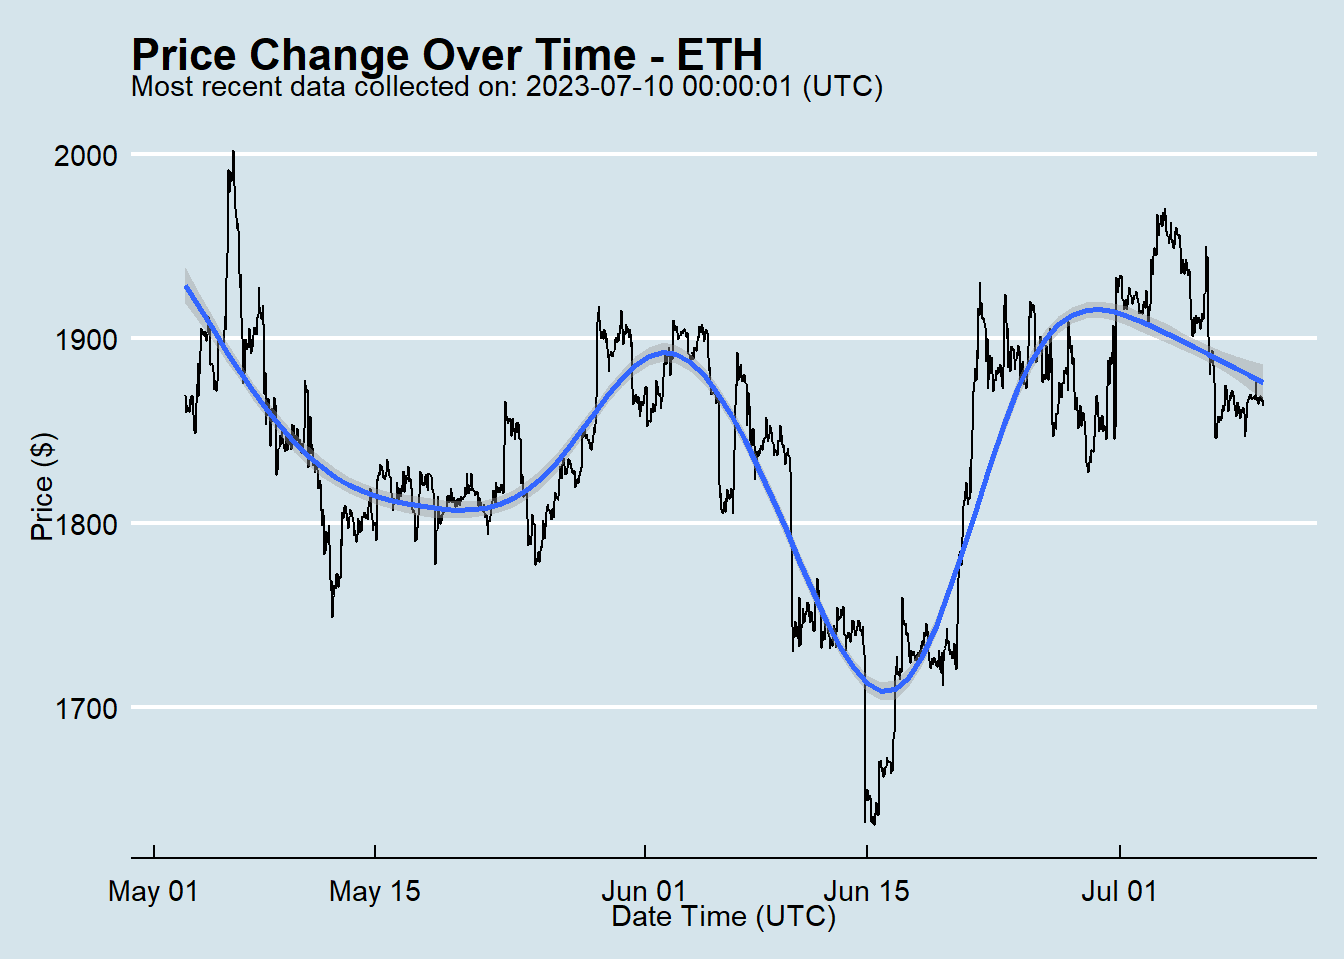 Price Change Over Time - ETH
Most recent data collected on: 2023-07-10 00:00:01 (UTC)
2000
1900
1800
1700
Price ($)
May 01
May 15
Jun 01
Jun 15
Jul 01
Date Time (UTC)